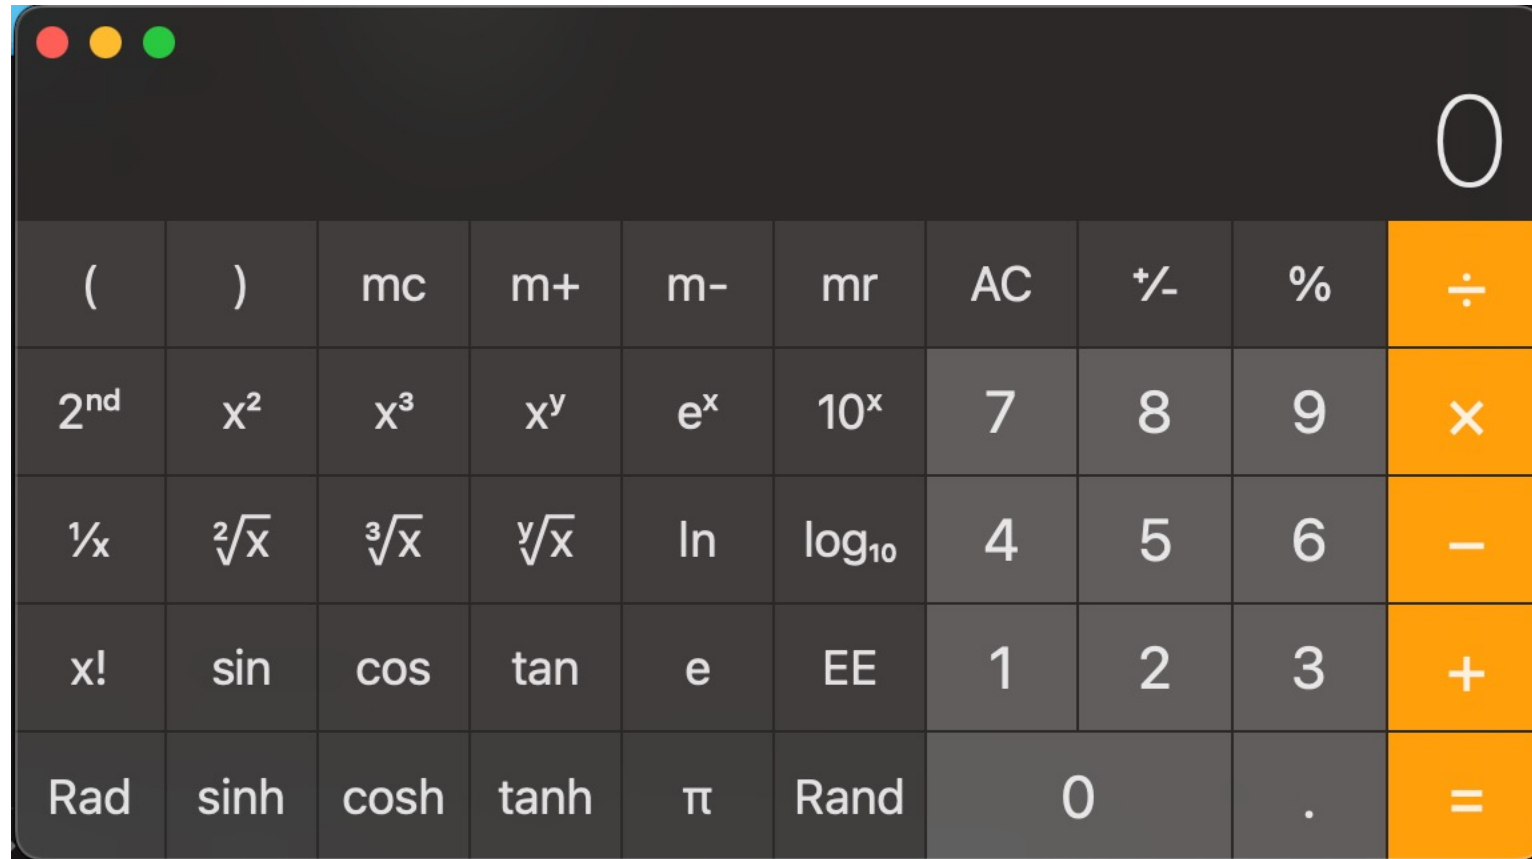 0
( ) mc m+ m- mr AC ⁺∕₋ % ÷
2ⁿᵈ x² x³ xʸ eˣ 10ˣ 7 8 9 ×
¹∕ₓ ²√x ³√x ʸ√x ln log₁₀ 4 5 6 −
x! sin cos tan e EE 1 2 3 +
Rad sinh cosh tanh π Rand 0 . =